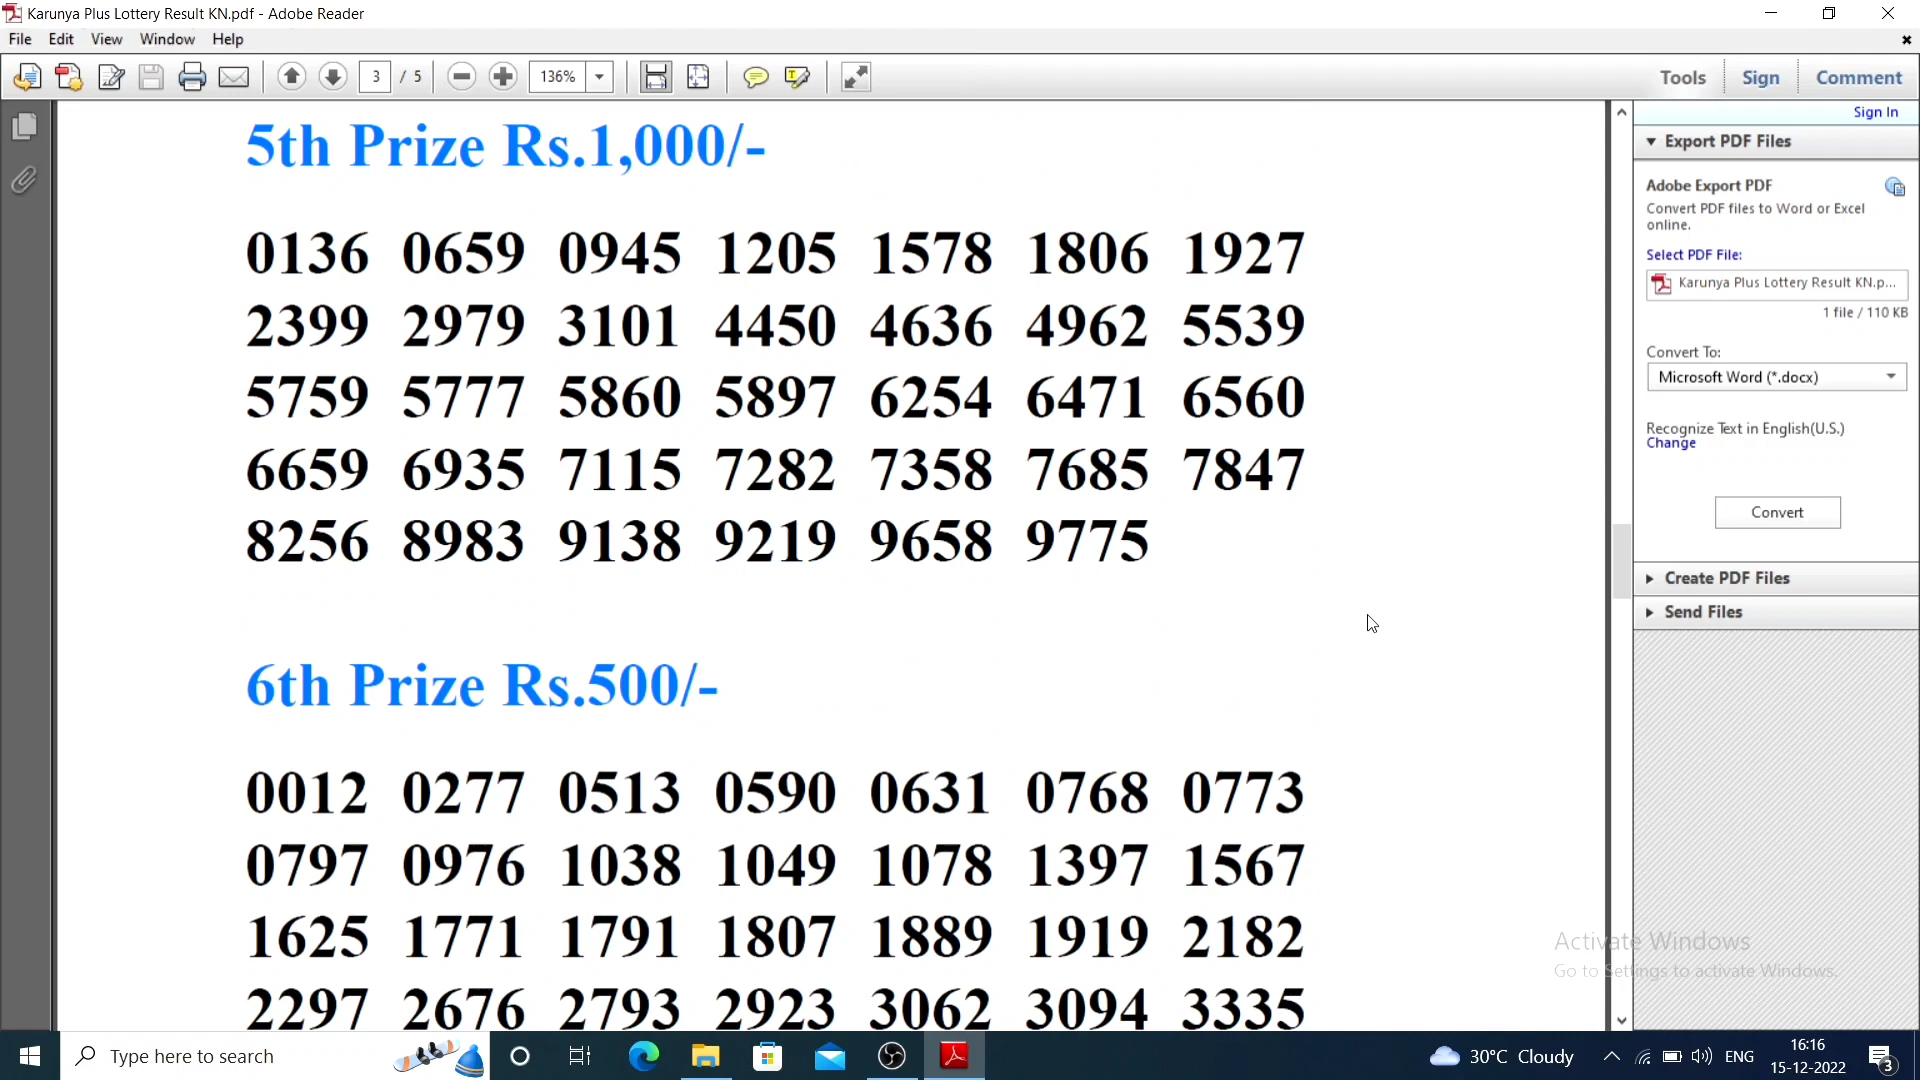 Karunya Plus Lottery Result KN.pdf - Adobe Reader
File Edit View Window Help
3 / 5 136% Tools Sign Comment
Sign In
Export PDF Files
Adobe Export PDF
Convert PDF files to Word or Excel
online.
Select PDF File:
Karunya Plus Lottery Result KN.p...
1 file / 110 KB
Convert To:
Microsoft Word (*.docx)
Recognize Text in English(U.S.)
Change
Convert
Create PDF Files
Send Files
5th Prize Rs.1,000/-
0136 0659 0945 1205 1578 1806 1927
2399 2979 3101 4450 4636 4962 5539
5759 5777 5860 5897 6254 6471 6560
6659 6935 7115 7282 7358 7685 7847
8256 8983 9138 9219 9658 9775
6th Prize Rs.500/-
0012 0277 0513 0590 0631 0768 0773
0797 0976 1038 1049 1078 1397 1567
1625 1771 1791 1807 1889 1919 2182
2297 2676 2793 2923 3062 3094 3335
Activate Windows
Go to Settings to activate Windows.
Type here to search
30°C Cloudy
ENG
16:16
15-12-2022
3